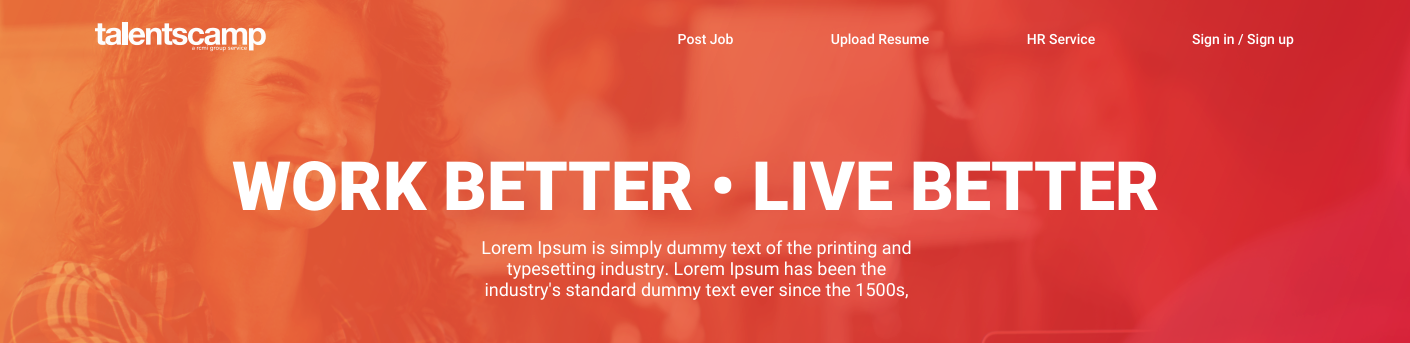 talentscamp
a rcmi group service
Post Job
Upload Resume
HR Service
Sign in / Sign up
WORK BETTER • LIVE BETTER
Lorem Ipsum is simply dummy text of the printing and
typesetting industry. Lorem Ipsum has been the
industry's standard dummy text ever since the 1500s,